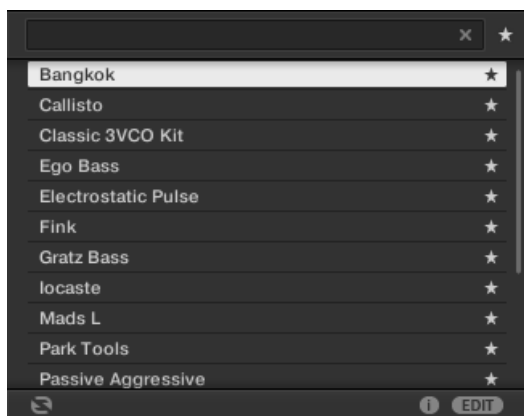 Bangkok
Callisto
Classic 3VCO Kit
Ego Bass
Electrostatic Pulse
Fink
Gratz Bass
Iocaste
Mads L
Park Tools
Passive Aggressive
i EDIT